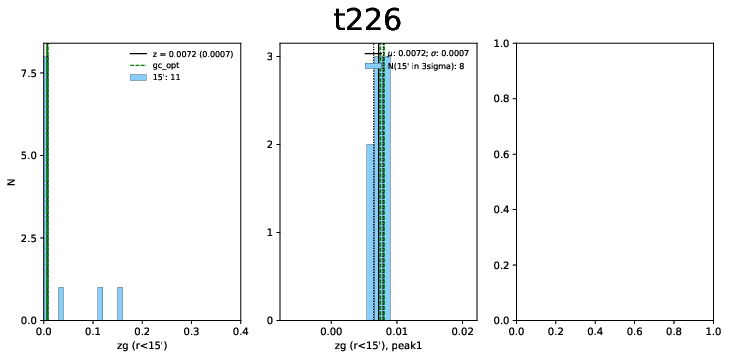 t226
z = 0.0072 (0.0007)
gc_opt
15': 11
N
7.5
5.0
2.5
0.0
0.0 0.1 0.2 0.3 0.4
zg (r<15')
μ: 0.0072; σ: 0.0007
N(15' in 3sigma): 8
3
2
1
0
0.00 0.01 0.02
zg (r<15'), peak1
1.0
0.8
0.6
0.4
0.2
0.0
0.0 0.2 0.4 0.6 0.8 1.0